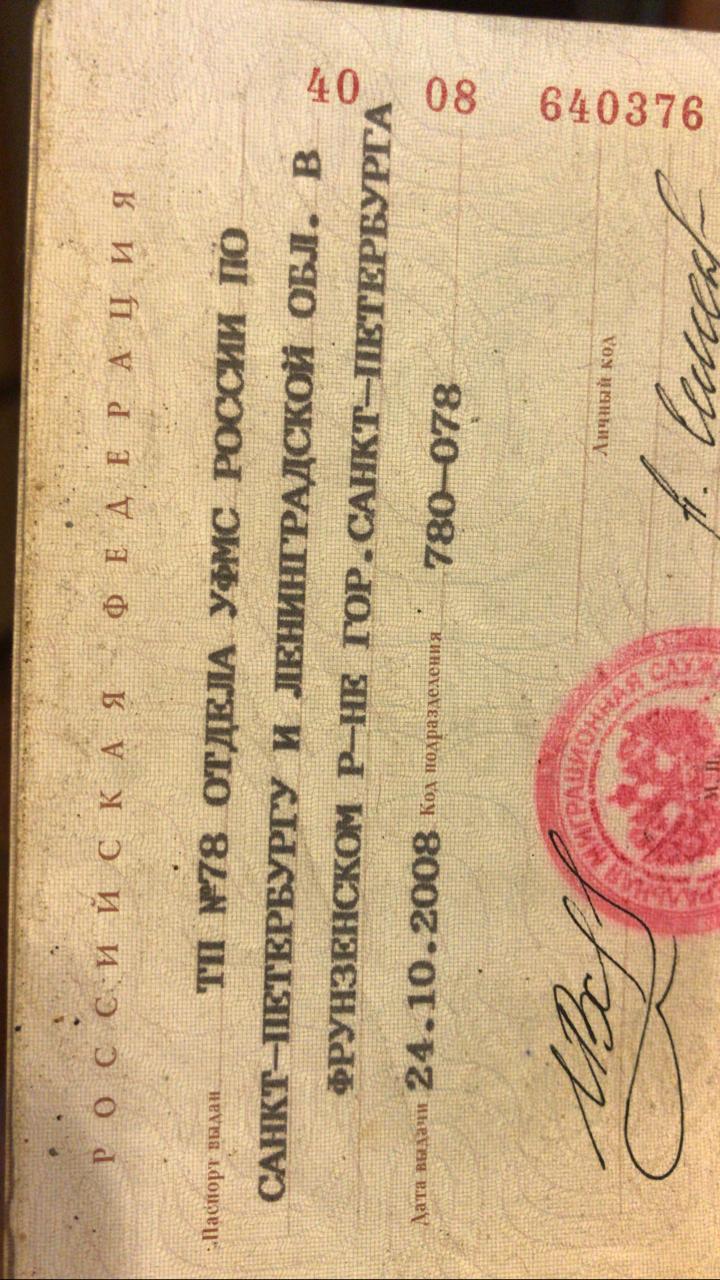 40 08 640376
РОССИЙСКАЯ ФЕДЕРАЦИЯ
Паспорт выдан ТП №78 ОТДЕЛА УФМС РОССИИ ПО
САНКТ-ПЕТЕРБУРГУ И ЛЕНИНГРАДСКОЙ ОБЛ. В
ФРУНЗЕНСКОМ Р-НЕ ГОР.САНКТ-ПЕТЕРБУРГА
Дата выдачи 24.10.2008 Код подразделения 780-078
Личный код
МИГРАЦИОННАЯ
М.П.